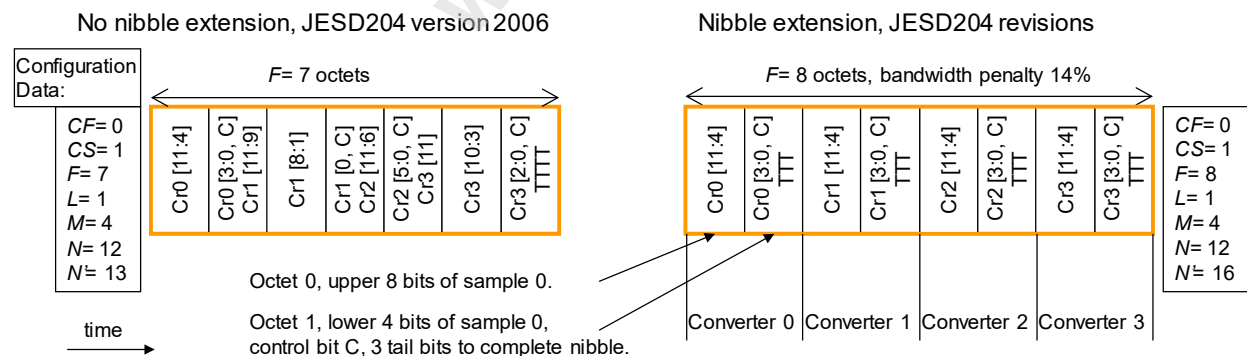 No nibble extension, JESD204 version 2006
Nibble extension, JESD204 revisions
Configuration
Data:
F= 7 octets
F= 8 octets, bandwidth penalty 14%
CF= 0
CS= 1
F= 7
L= 1
M= 4
N= 12
N'= 13
Cr0 [11:4]
Cr0 [3:0, C]
Cr1 [11:9]
Cr1 [8:1]
Cr1 [0, C]
Cr2 [11:6]
Cr2 [5:0, C]
Cr3 [11]
Cr3 [10:3]
Cr3 [2:0, C]
TTTT
Cr0 [11:4]
Cr0 [3:0, C]
TTT
Cr1 [11:4]
Cr1 [3:0, C]
TTT
Cr2 [11:4]
Cr2 [3:0, C]
TTT
Cr3 [11:4]
Cr3 [3:0, C]
TTT
CF= 0
CS= 1
F= 8
L= 1
M= 4
N= 12
N'= 16
Octet 0, upper 8 bits of sample 0.
Octet 1, lower 4 bits of sample 0,
control bit C, 3 tail bits to complete nibble.
time
Converter 0
Converter 1
Converter 2
Converter 3